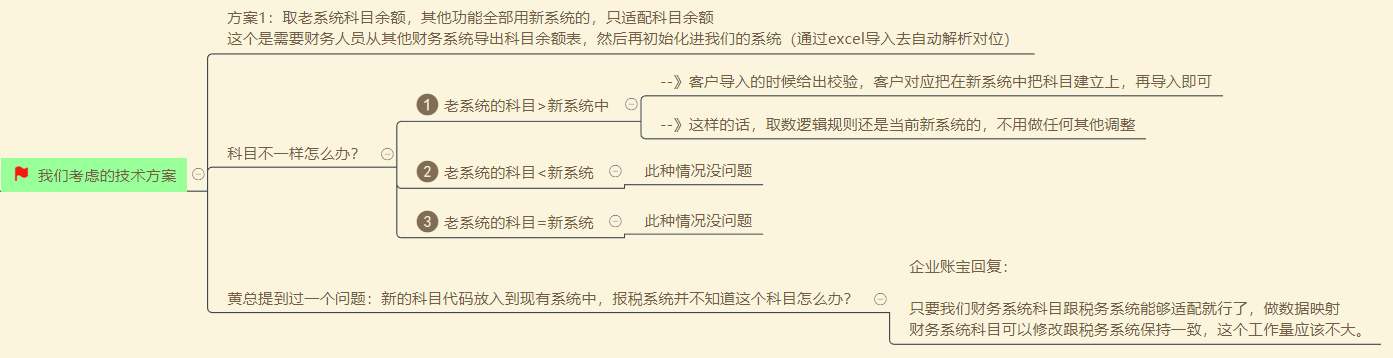 我们考虑的技术方案
方案1：取老系统科目余额，其他功能全部用新系统的，只适配科目余额
这个是需要财务人员从其他财务系统导出科目余额表，然后再初始化进我们的系统（通过excel导入去自动解析对位）
科目不一样怎么办？
1 老系统的科目>新系统中
--》客户导入的时候给出校验，客户对应把在新系统中把科目建立上，再导入即可
--》这样的话，取数逻辑规则还是当前新系统的，不用做任何其他调整
2 老系统的科目<新系统
此种情况没问题
3 老系统的科目=新系统
此种情况没问题
黄总提到过一个问题：新的科目代码放入到现有系统中，报税系统并不知道这个科目怎么办？
企业账宝回复：
只要我们财务系统科目跟税务系统能够适配就行了，做数据映射
财务系统科目可以修改跟税务系统保持一致，这个工作量应该不大。